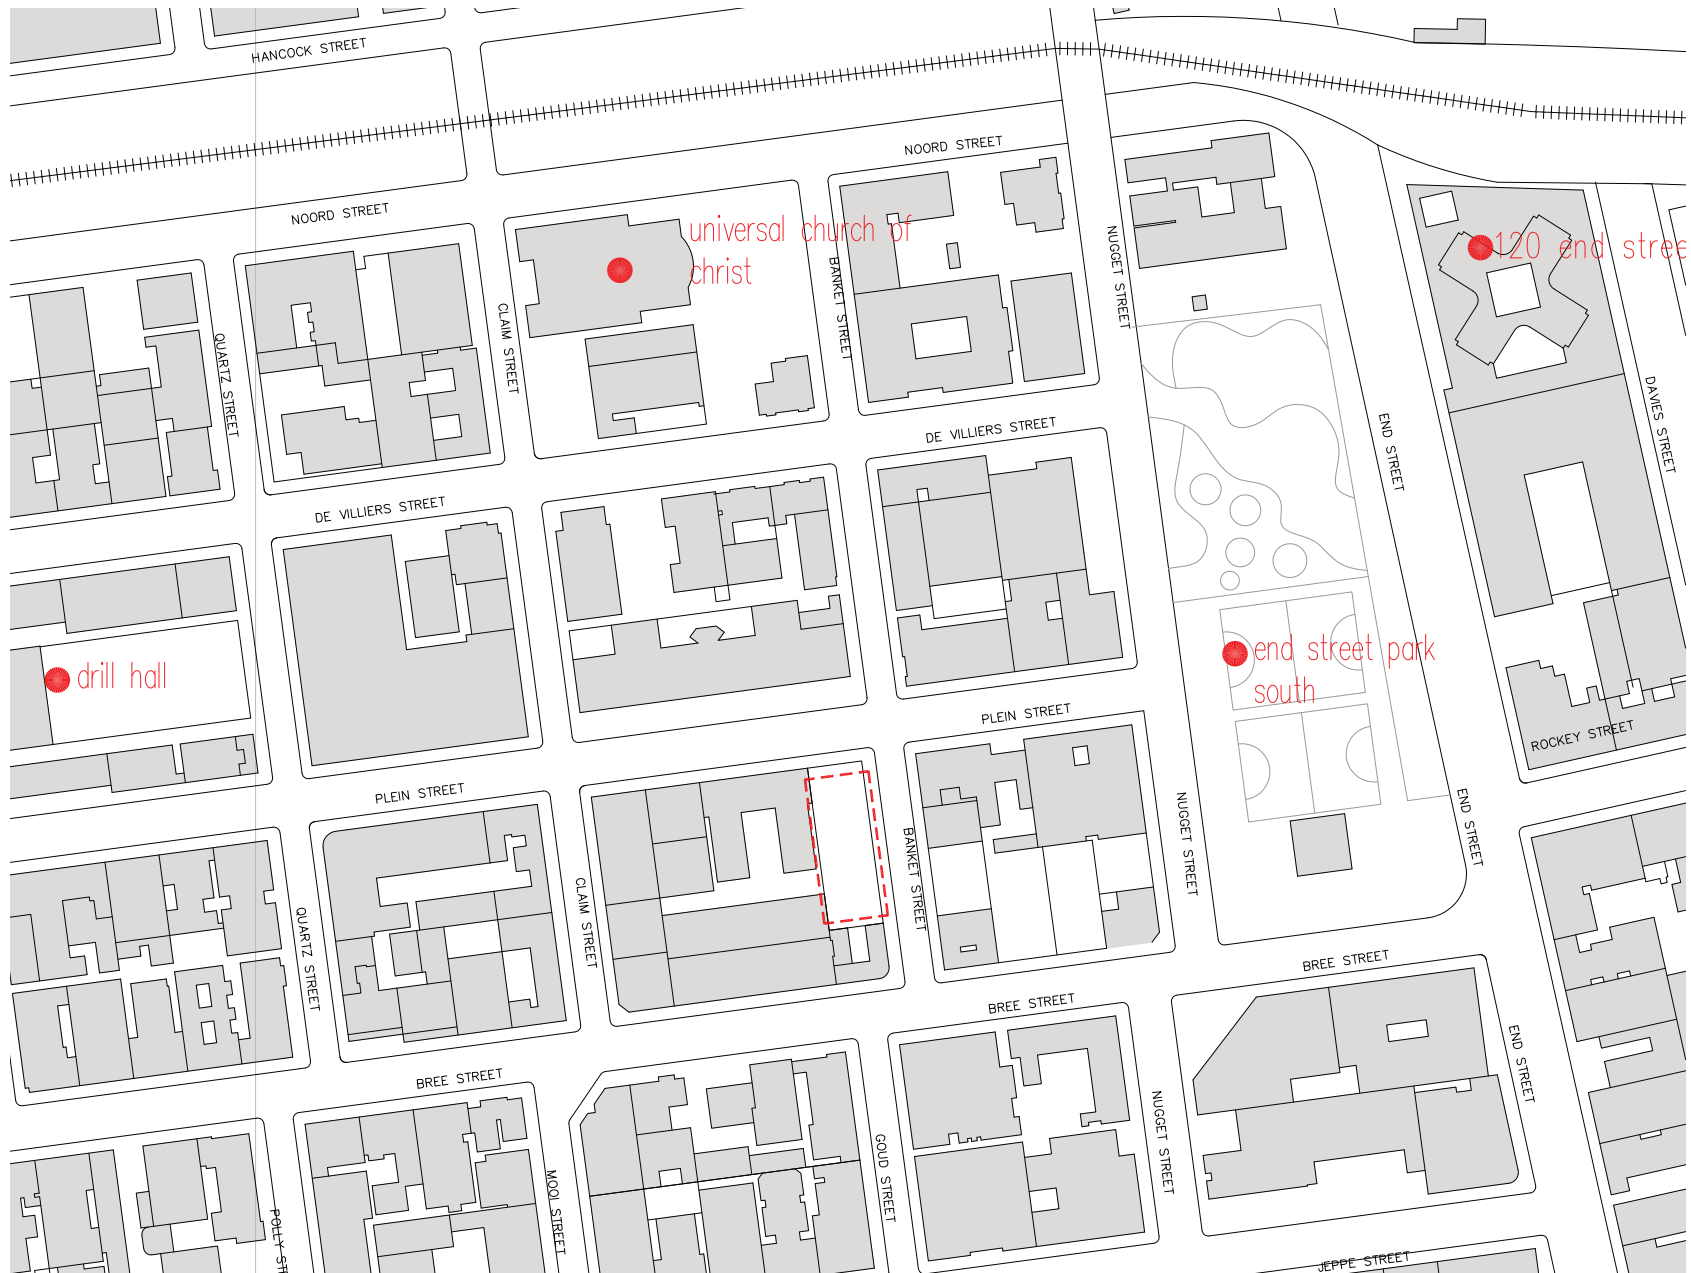 HANCOCK STREET
NOORD STREET
NOORD STREET
universal church of
christ
120 end stree
NUGGET STREET
BANKET STREET
CLAIM STREET
QUARTZ STREET
DAVIES STREET
END STREET
DE VILLIERS STREET
DE VILLIERS STREET
drill hall
end street park
south
PLEIN STREET
ROCKEY STREET
PLEIN STREET
NUGGET STREET
END STREET
BANKET STREET
CLAIM STREET
QUARTZ STREET
BREE STREET
BREE STREET
BREE STREET
END STREET
NUGGET STREET
GOUD STREET
MOOI STREET
POLLY ST
JEPPE STREET